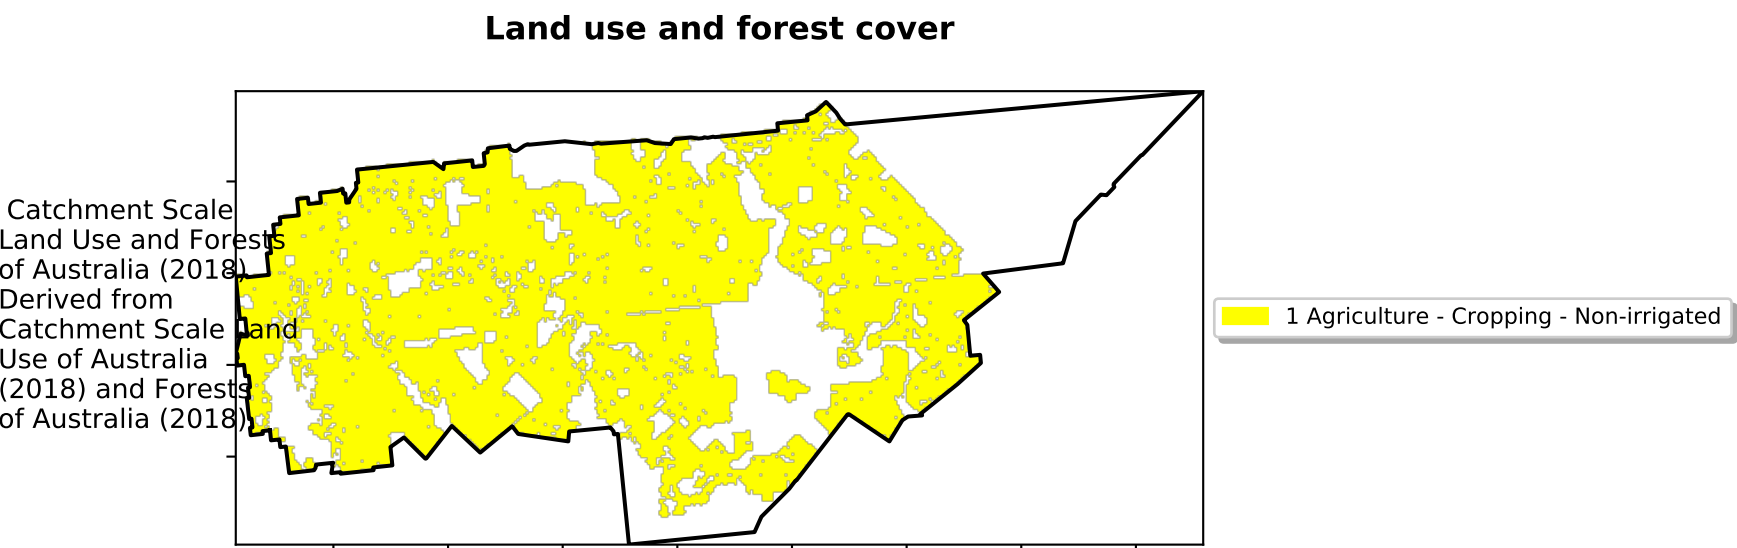 Land use and forest cover
Catchment Scale
Land Use and Forests
of Australia (2018)
Derived from
Catchment Scale Land
Use of Australia
(2018) and Forests
of Australia (2018)
1 Agriculture - Cropping - Non-irrigated